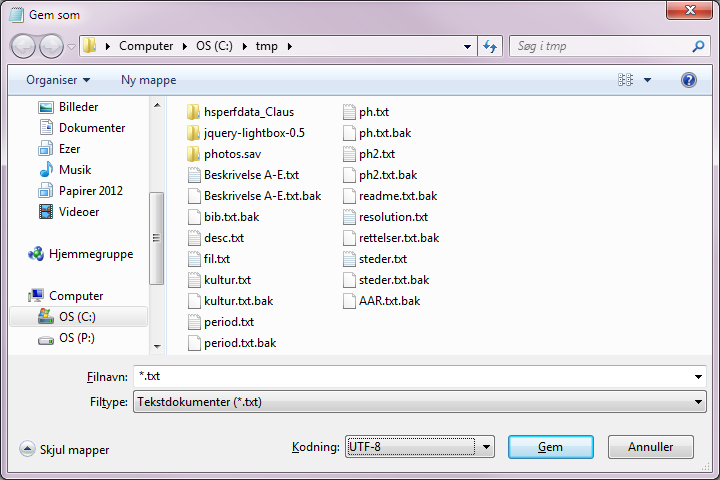 Gem som
Computer OS (C:) tmp
Søg i tmp
Organiser Ny mappe
Billeder
Dokumenter
Ezer
Musik
Papirer 2012
Videoer
Hjemmegruppe
Computer
OS (C:)
OS (P:)
hsperfdata_Claus
jquery-lightbox-0.5
photos.sav
Beskrivelse A-E.txt
Beskrivelse A-E.txt.bak
bib.txt.bak
desc.txt
fil.txt
kultur.txt
kultur.txt.bak
period.txt
period.txt.bak
ph.txt
ph.txt.bak
ph2.txt
ph2.txt.bak
readme.txt.bak
resolution.txt
rettelser.txt.bak
steder.txt
steder.txt.bak
AAR.txt.bak
Filnavn: *.txt
Filtype: Tekstdokumenter (*.txt)
Skjul mapper
Kodning: UTF-8
Gem
Annuller